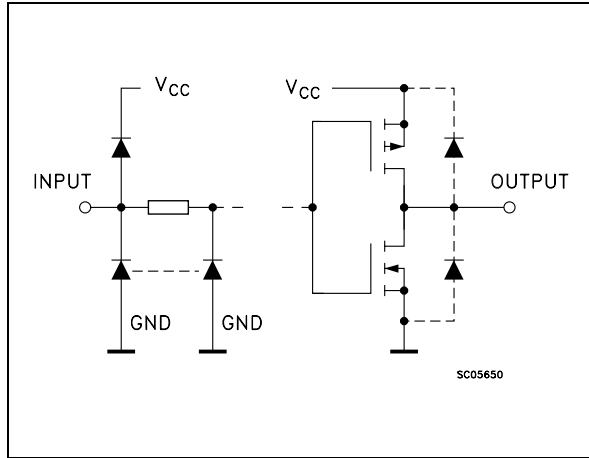 VCC
VCC
INPUT
OUTPUT
GND
GND
SC05650